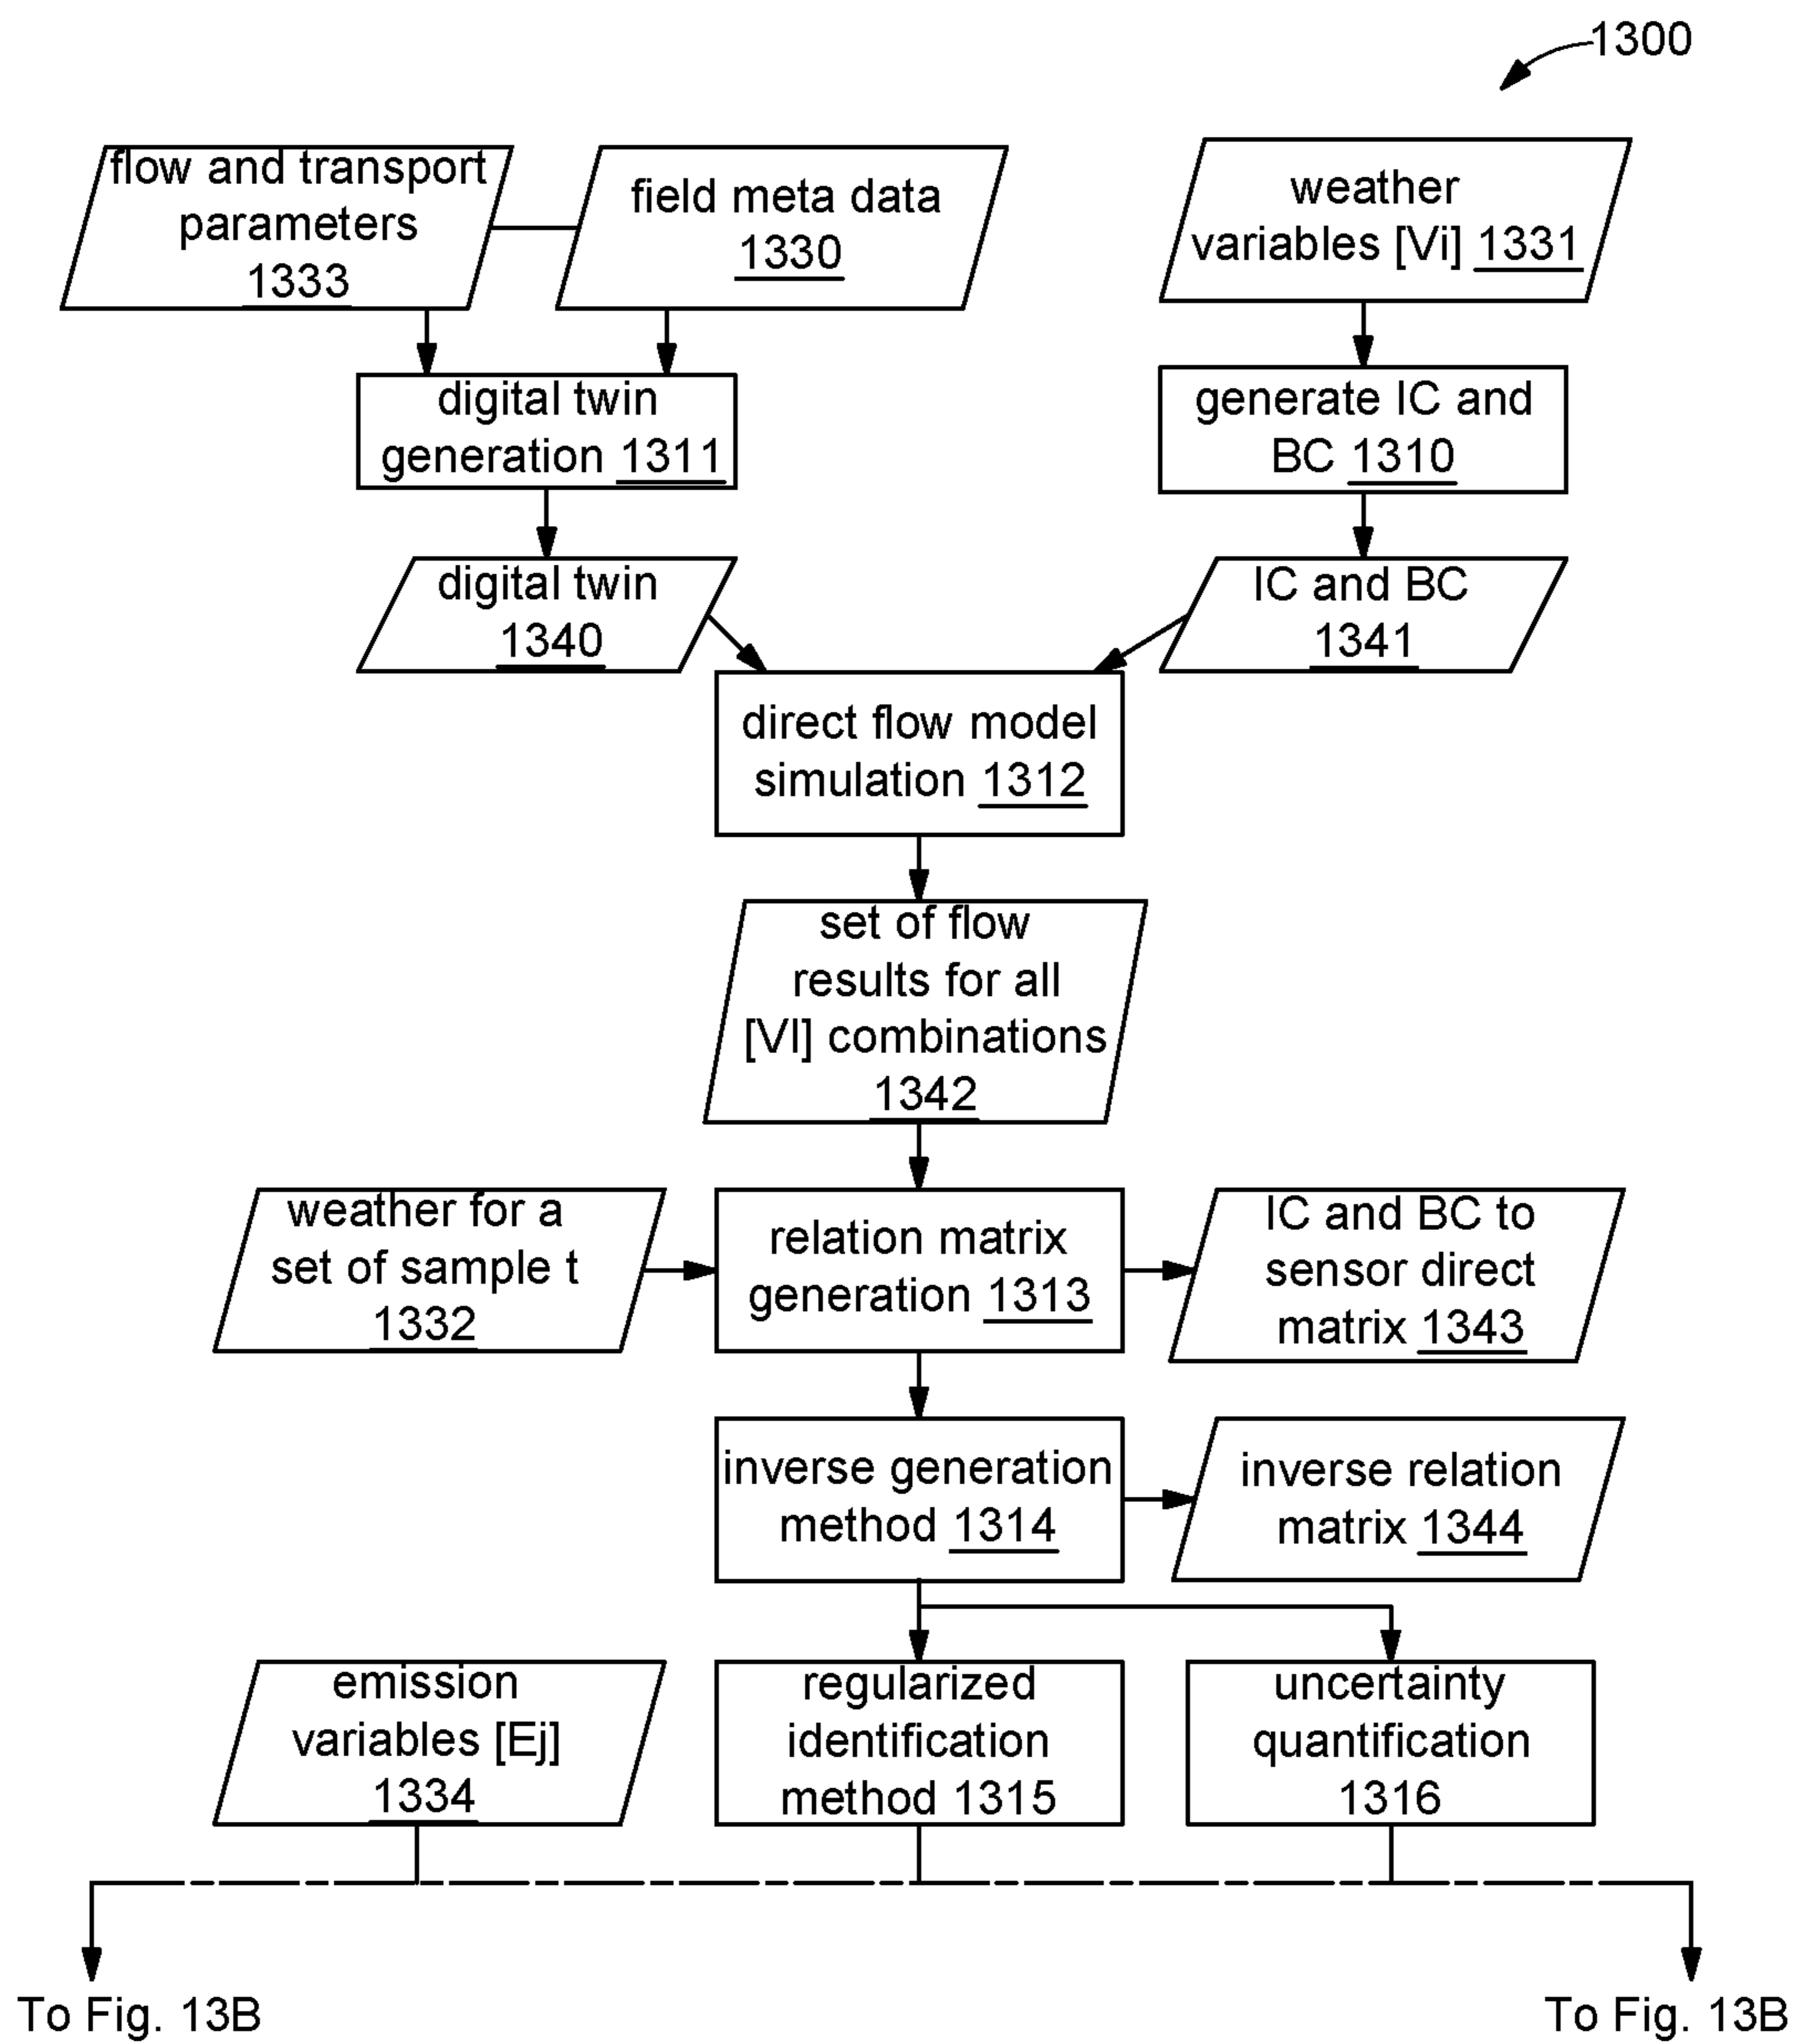 1300
flow and transport
parameters
1333
field meta data
1330
weather
variables [Vi] 1331
digital twin
generation 1311
generate IC and
BC 1310
digital twin
1340
IC and BC
1341
direct flow model
simulation 1312
set of flow
results for all
[VI] combinations
1342
weather for a
set of sample t
1332
relation matrix
generation 1313
IC and BC to
sensor direct
matrix 1343
inverse generation
method 1314
inverse relation
matrix 1344
emission
variables [Ej]
1334
regularized
identification
method 1315
uncertainty
quantification
1316
To Fig. 13B
To Fig. 13B